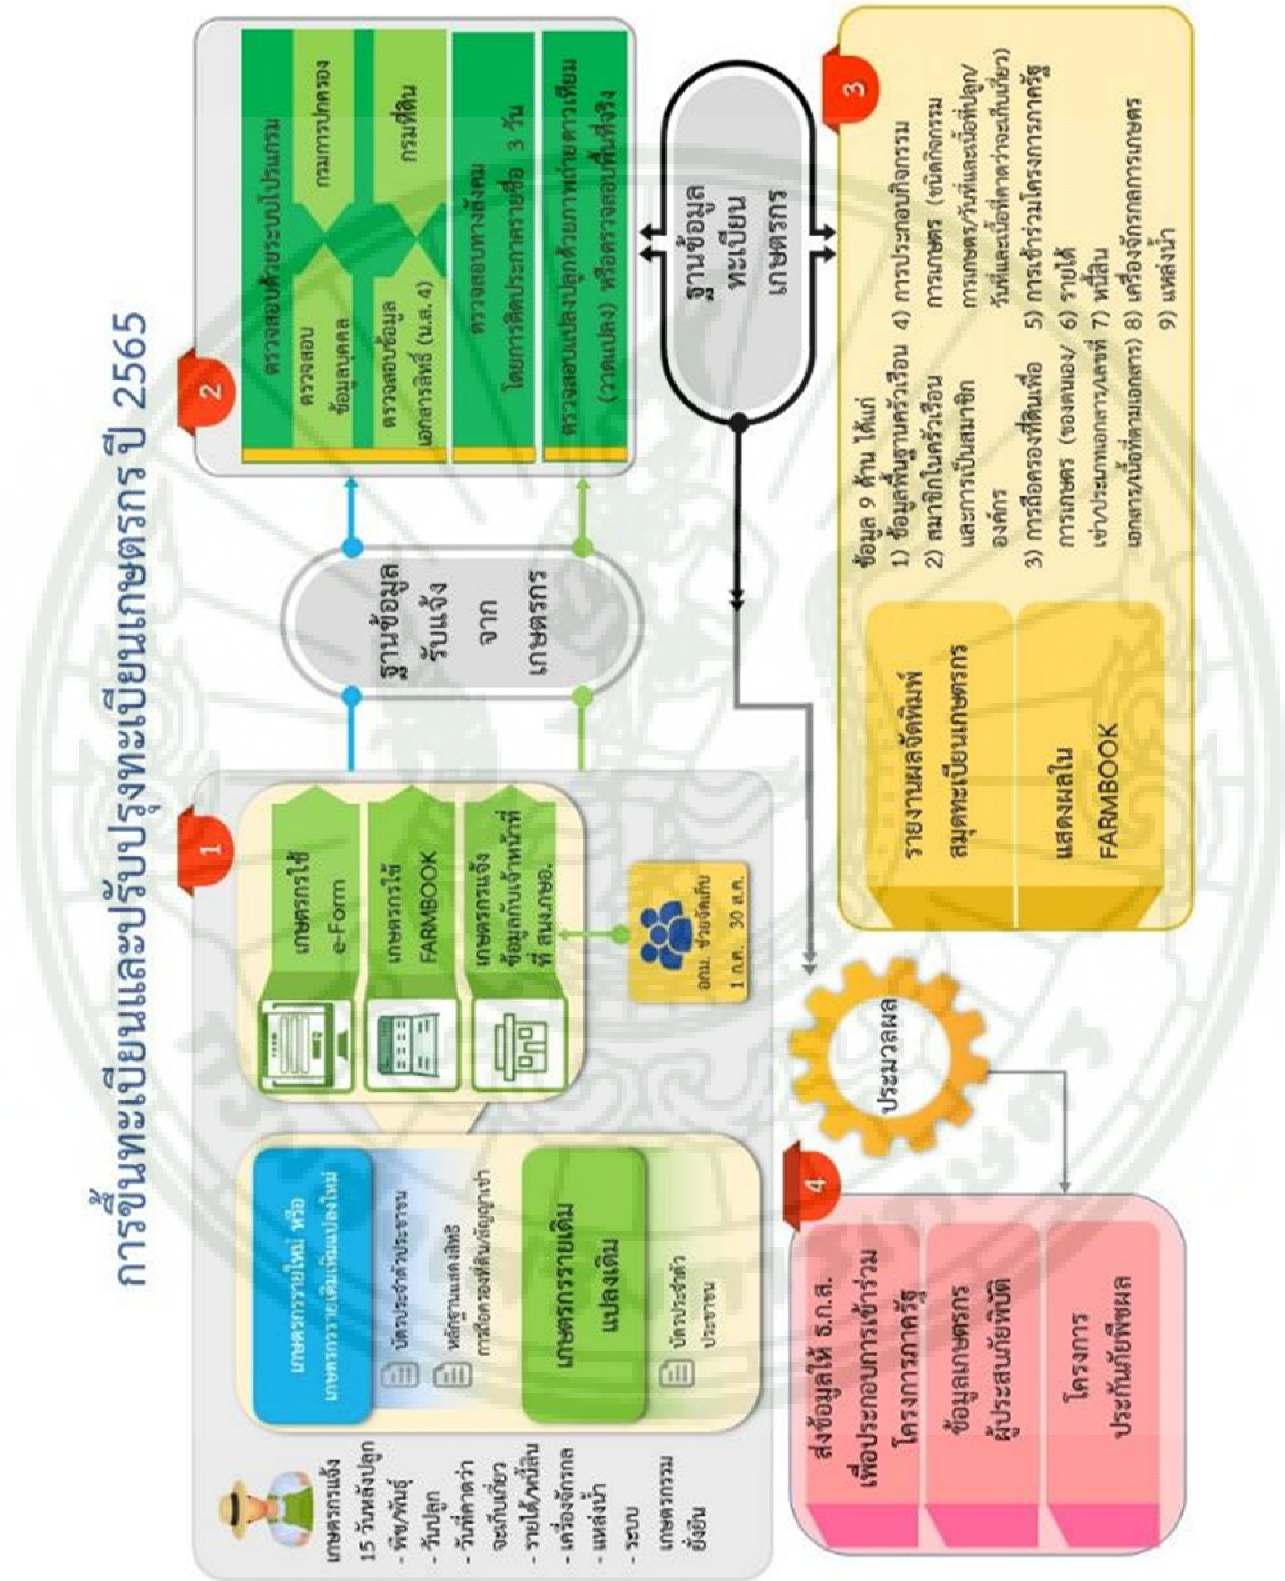 การขึ้นทะเบียนและปรับปรุงทะเบียนเกษตรกร ปี 2565
1
เกษตรกรแจ้ง
15 วันหลังปลูก
- พืช/พันธุ์
- วันปลูก
- วันที่คาดว่า
จะเก็บเกี่ยว
- รายได้/หนี้สิน
- เครื่องจักรกล
- แหล่งน้ำ
- ระบบ
เกษตรกรรม
ยั่งยืน
เกษตรกรรายใหม่ หรือ
เกษตรกรรายเดิมเพิ่มแปลงใหม่
บัตรประจำตัวประชาชน
หลักฐานแสดงสิทธิ์
การถือครองที่ดิน/สัญญาเช่า
เกษตรกรรายเดิม
แปลงเดิม
บัตรประจำตัว
ประชาชน
เกษตรกรใช้
e-Form
เกษตรกรใช้
FARMBOOK
เกษตรกรแจ้ง
ข้อมูลกับเจ้าหน้าที่
ที่ สนง.กษอ.
อกม. ช่วยจัดเก็บ
1 ก.ค. 30 ส.ค.
ฐานข้อมูล
รับแจ้ง
จาก
เกษตรกร
2
ตรวจสอบด้วยระบบโปรแกรม
ตรวจสอบ
ข้อมูลบุคคล
กรมการปกครอง
ตรวจสอบข้อมูล
เอกสารสิทธิ์ (น.ส. 4)
กรมที่ดิน
ตรวจสอบทางสังคม
โดยการติดประกาศรายชื่อ 3 วัน
ตรวจสอบแปลงปลูกด้วยภาพถ่ายดาวเทียม
(วาดแปลง) หรือตรวจสอบพื้นที่จริง
ฐานข้อมูล
ทะเบียน
เกษตรกร
3
ข้อมูล 9 ด้าน ได้แก่
1) ข้อมูลพื้นฐานครัวเรือน
2) สมาชิกในครัวเรือน
และการเป็นสมาชิก
องค์กร
3) การถือครองที่ดินเพื่อ
การเกษตร (ของตนเอง/
เช่า/ประเภทเอกสาร/เลขที่
เอกสาร/เนื้อที่ตามเอกสาร)
4) การประกอบกิจกรรม
การเกษตร (ชนิดกิจกรรม
การเกษตร/วันที่และเนื้อที่ปลูก/
วันที่และเนื้อที่คาดว่าจะเก็บเกี่ยว)
5) การเข้าร่วมโครงการภาครัฐ
6) รายได้
7) หนี้สิน
8) เครื่องจักรกลการเกษตร
9) แหล่งน้ำ
รายงานผลจัดพิมพ์
สมุดทะเบียนเกษตรกร
แสดงผลใน
FARMBOOK
ประมวลผล
4
ส่งข้อมูลให้ ธ.ก.ส.
เพื่อประกอบการเข้าร่วม
โครงการภาครัฐ
ข้อมูลเกษตรกร
ผู้ประสบภัยพิบัติ
โครงการ
ประกันภัยพืชผล